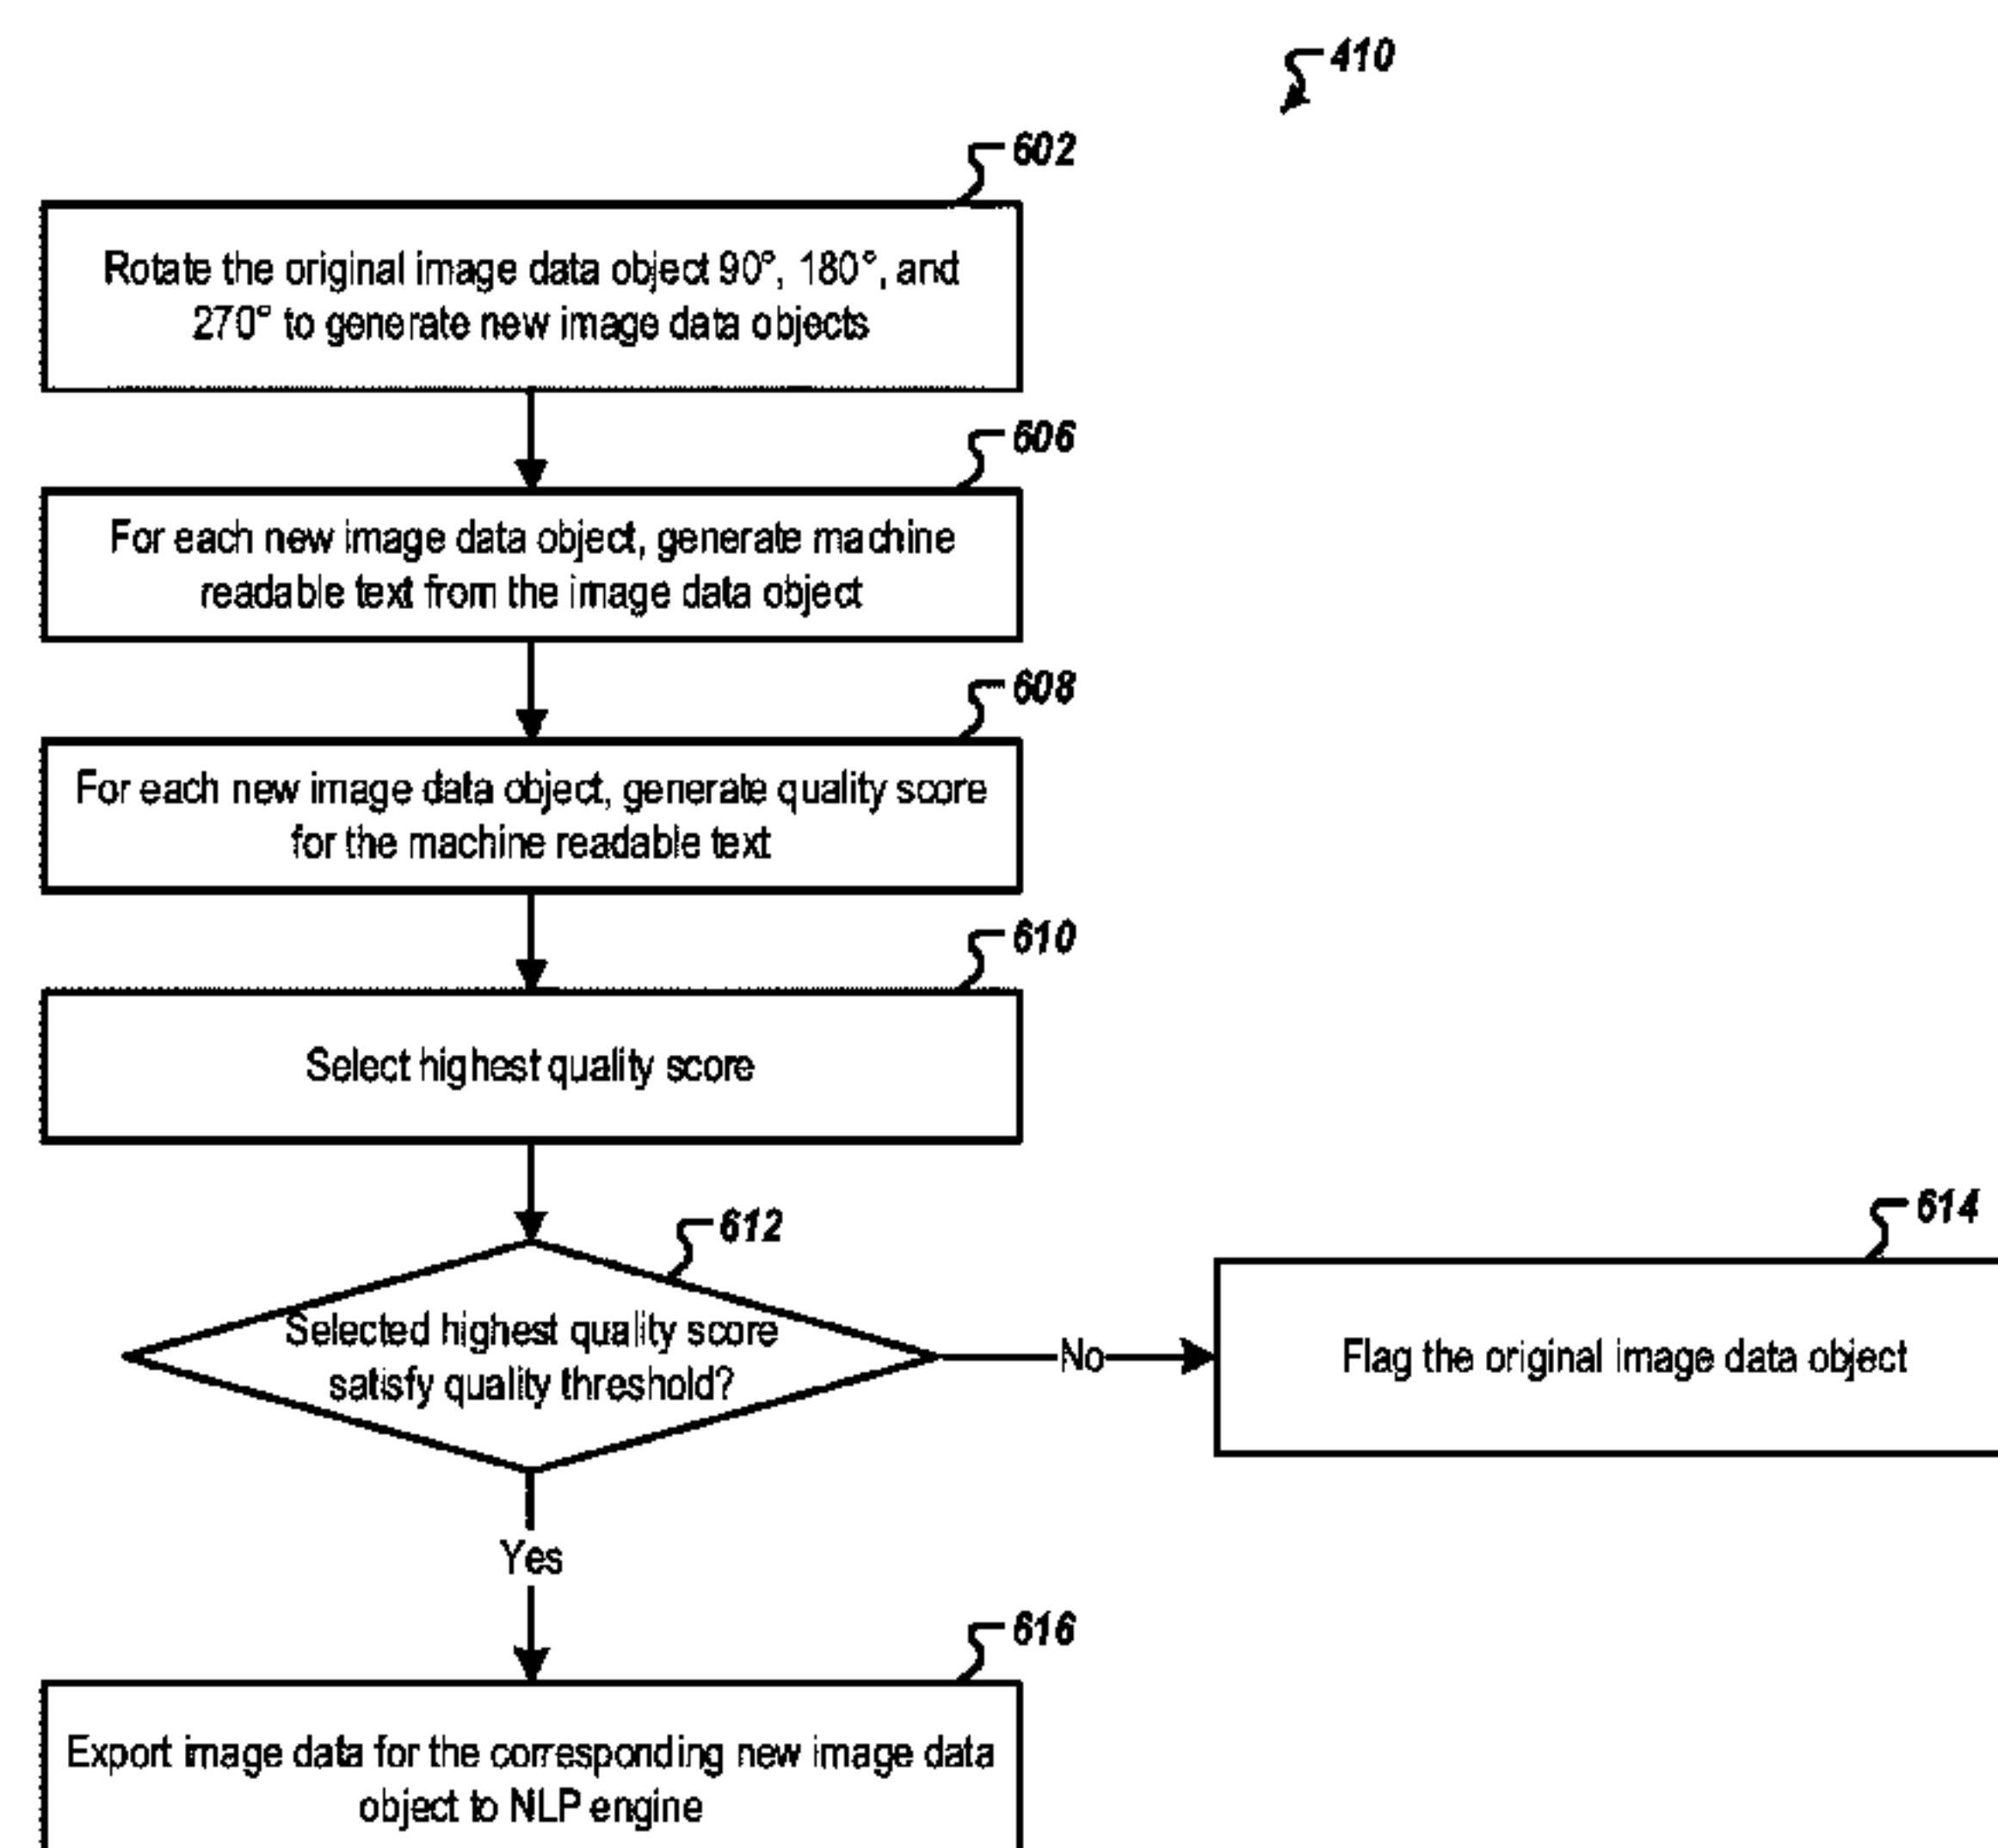 410
602
Rotate the original image data object 90°, 180°, and
270° to generate new image data objects
606
For each new image data object, generate machine
readable text from the image data object
608
For each new image data object, generate quality score
for the machine readable text
610
Select highest quality score
612
Selected highest quality score
satisfy quality threshold?
No
614
Flag the original image data object
Yes
616
Export image data for the corresponding new image data
object to NLP engine